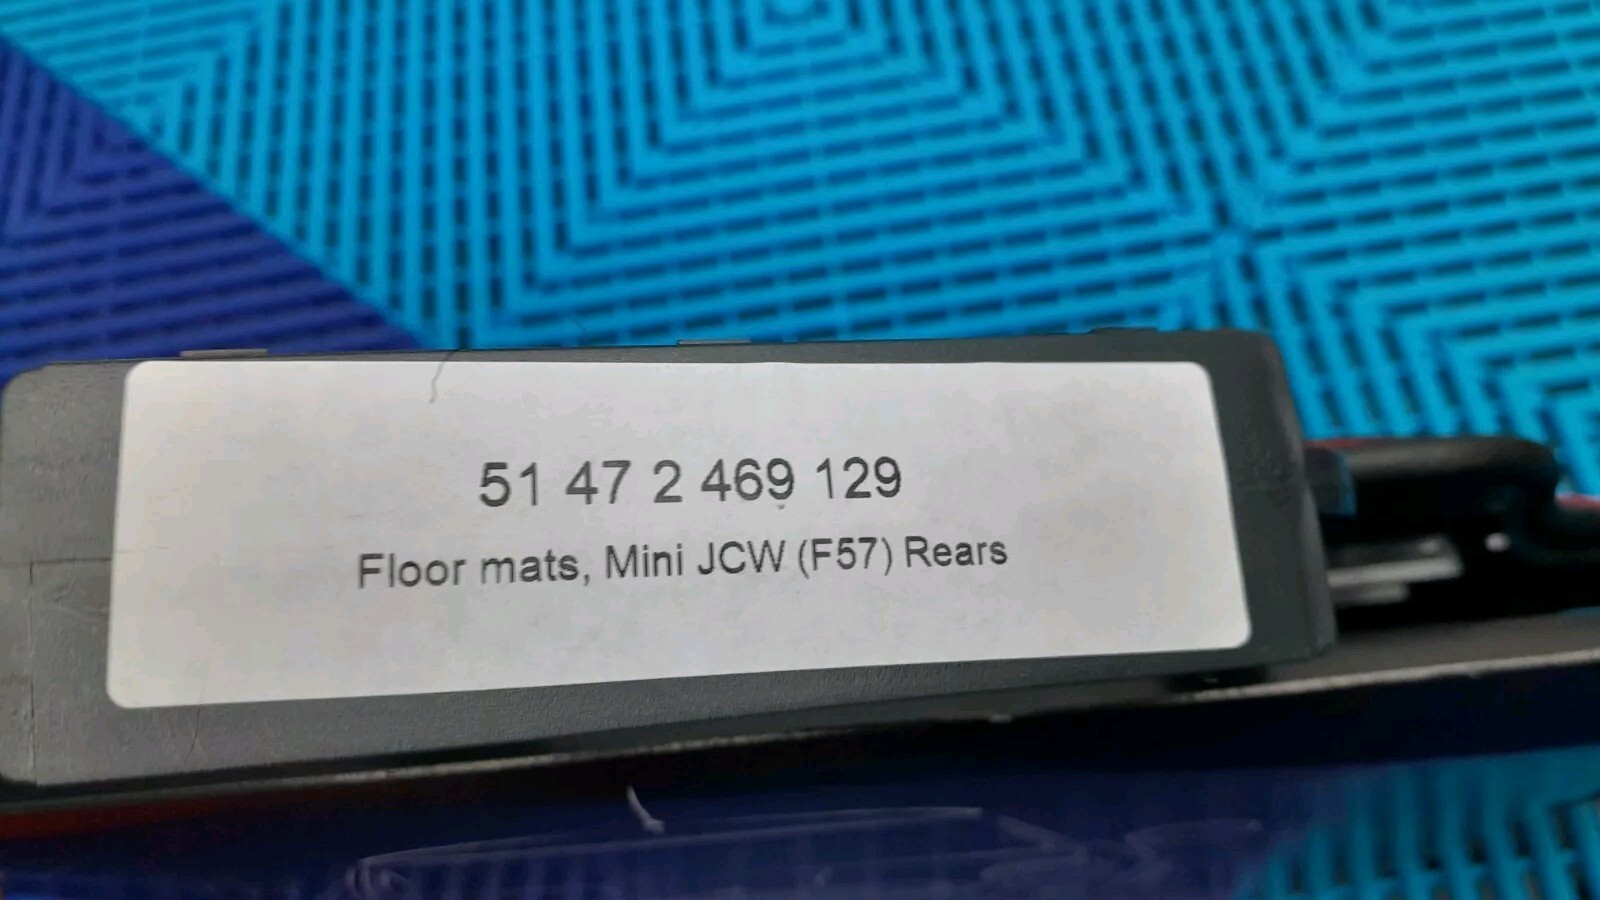 51 47 2 469 129
Floor mats, Mini JCW (F57) Rears